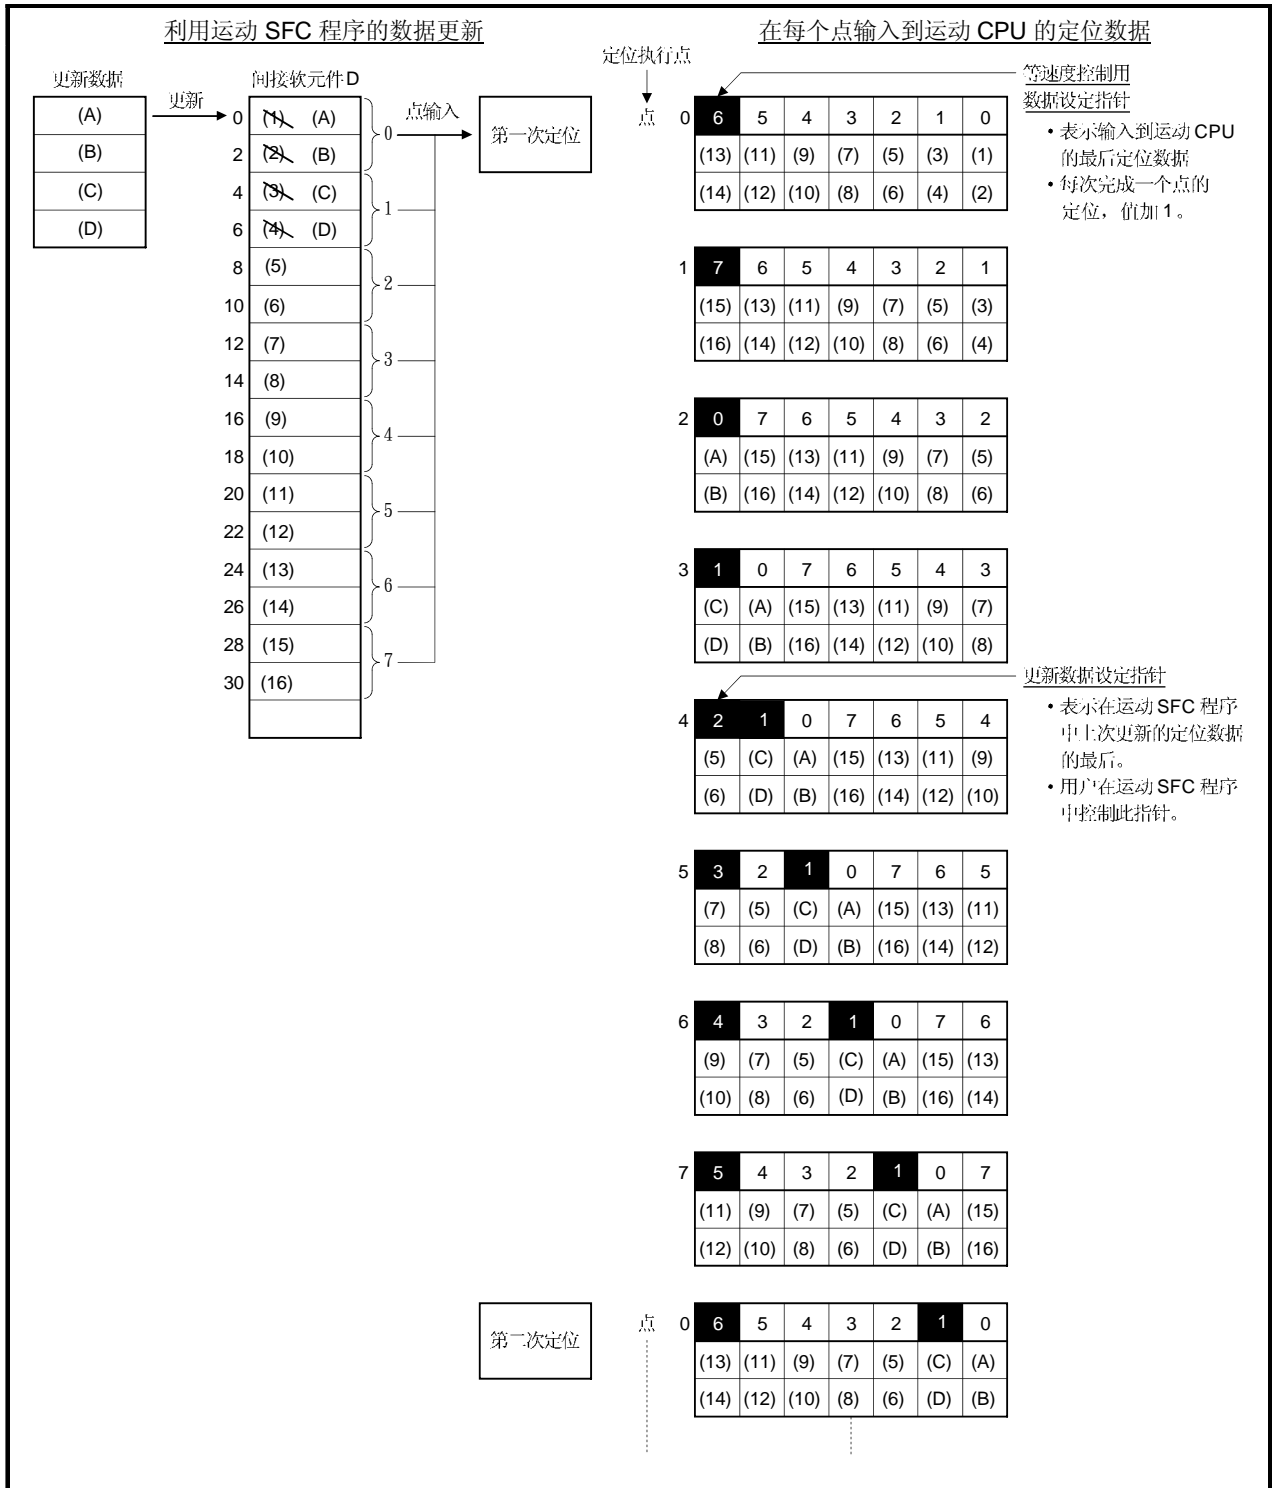 利用运动 SFC 程序的数据更新
更新数据
(A)
(B)
(C)
(D)
更新
间接软元件 D
0 (1) (A)
2 (2) (B)
4 (3) (C)
6 (4) (D)
8 (5)
10 (6)
12 (7)
14 (8)
16 (9)
18 (10)
20 (11)
22 (12)
24 (13)
26 (14)
28 (15)
30 (16)
0
1
2
3
4
5
6
7
点输入
第一次定位
在每个点输入到运动 CPU 的定位数据
定位执行点
等速度控制用
数据设定指针
• 表示输入到运动 CPU
的最后定位数据
• 每次完成一个点的
定位，值加 1。
点 0 6 5 4 3 2 1 0
(13) (11) (9) (7) (5) (3) (1)
(14) (12) (10) (8) (6) (4) (2)
1 7 6 5 4 3 2 1
(15) (13) (11) (9) (7) (5) (3)
(16) (14) (12) (10) (8) (6) (4)
2 0 7 6 5 4 3 2
(A) (15) (13) (11) (9) (7) (5)
(B) (16) (14) (12) (10) (8) (6)
3 1 0 7 6 5 4 3
(C) (A) (15) (13) (11) (9) (7)
(D) (B) (16) (14) (12) (10) (8)
更新数据设定指针
• 表示在运动 SFC 程序
中上次更新的定位数据
的最后。
• 用户在运动 SFC 程序
中控制此指针。
4 2 1 0 7 6 5 4
(5) (C) (A) (15) (13) (11) (9)
(6) (D) (B) (16) (14) (12) (10)
5 3 2 1 0 7 6 5
(7) (5) (C) (A) (15) (13) (11)
(8) (6) (D) (B) (16) (14) (12)
6 4 3 2 1 0 7 6
(9) (7) (5) (C) (A) (15) (13)
(10) (8) (6) (D) (B) (16) (14)
7 5 4 3 2 1 0 7
(11) (9) (7) (5) (C) (A) (15)
(12) (10) (8) (6) (D) (B) (16)
第二次定位
点 0 6 5 4 3 2 1 0
(13) (11) (9) (7) (5) (C) (A)
(14) (12) (10) (8) (6) (D) (B)